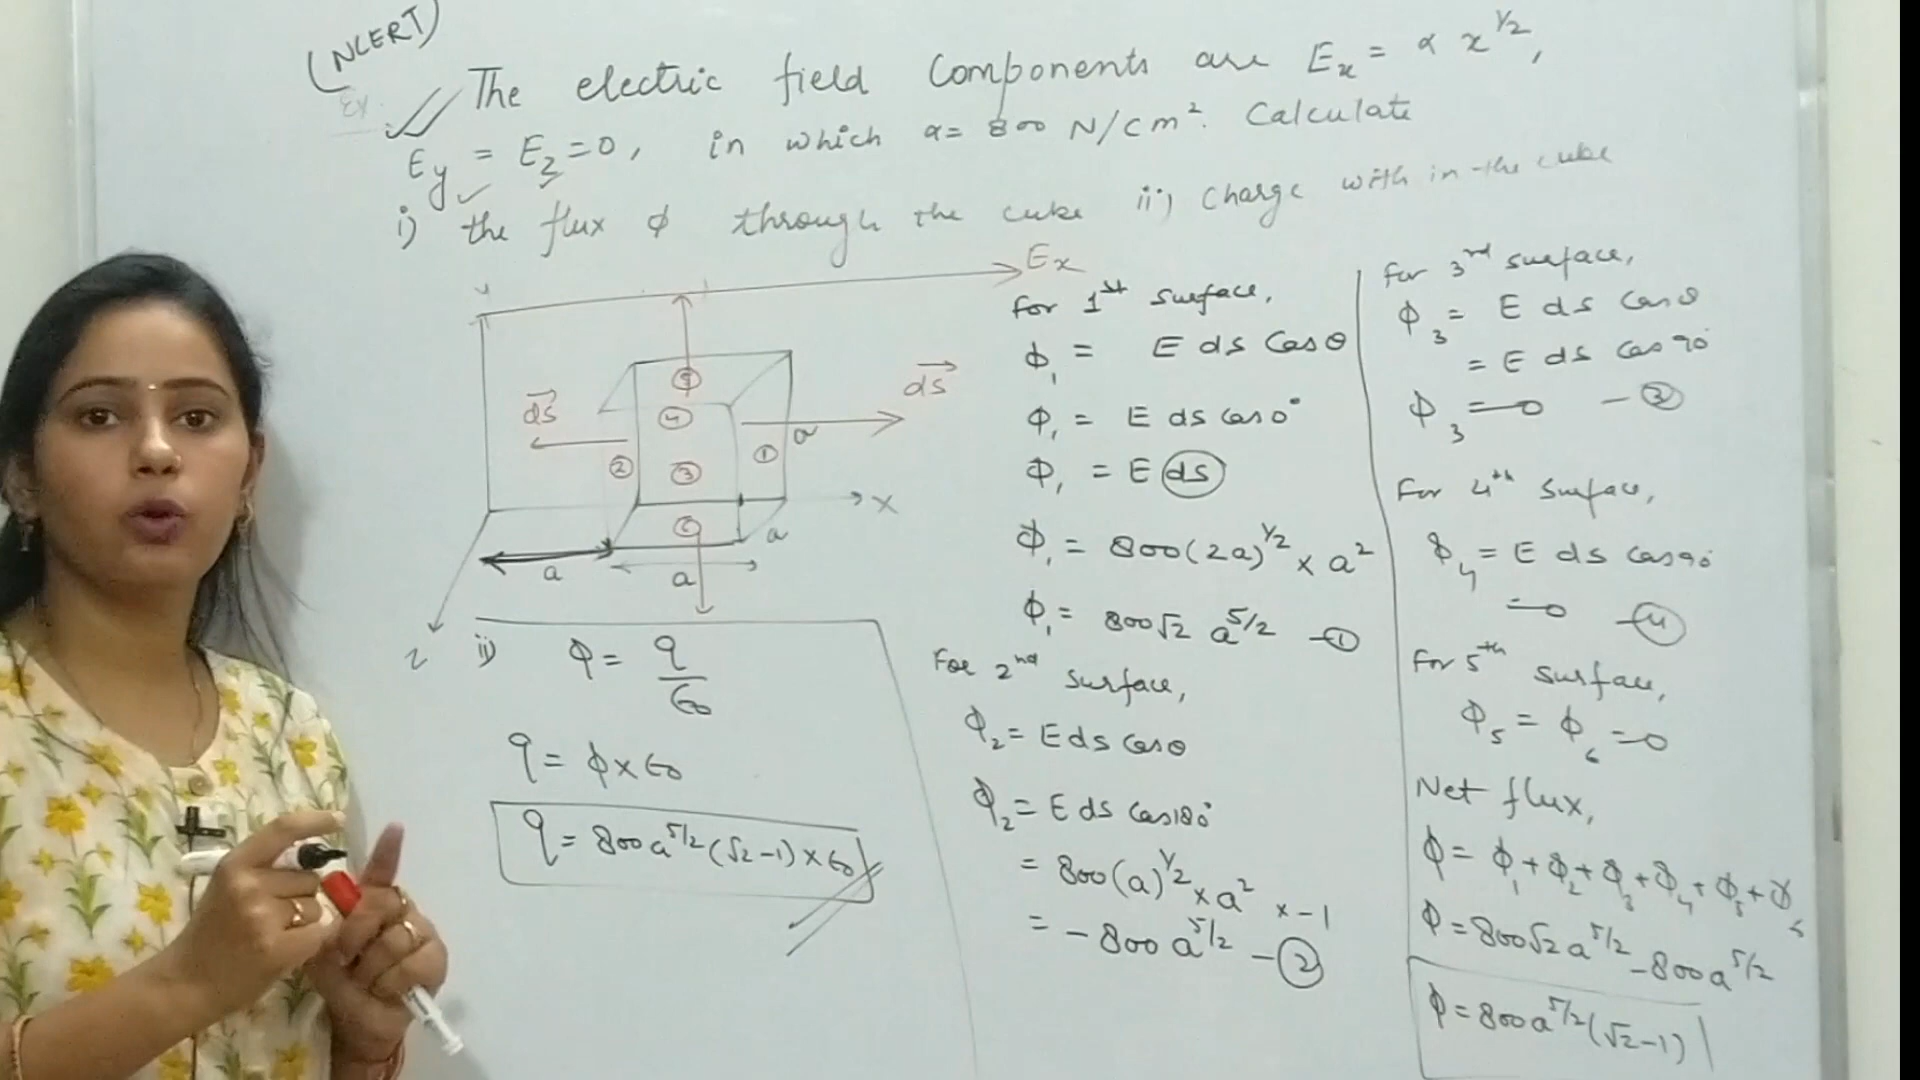 (NCERT)
Ex.
The electric field components are Ex = α x^1/2,
Ey = Ez = 0, in which α = 800 N/cm². Calculate
i) the flux ϕ through the cube ii) charge with in the cube
Ex
y
ds
ds
②
④
③
①
a
X
a
a
a
Z
ii) ϕ = q/ϵ0
q = ϕ × ϵ0
q = 800 a^5/2 (√2 - 1) × ϵ0
For 1st surface,
ϕ1 = E ds cos θ
ϕ1 = E ds cos 0°
ϕ1 = E ds
ϕ1 = 800 (2a)^1/2 × a²
ϕ1 = 800√2 a^5/2 - ①
For 2nd surface,
ϕ2 = E ds cos θ
ϕ2 = E ds cos 180°
= 800 (a)^1/2 × a² × -1
= - 800 a^5/2 - ②
For 3rd surface,
ϕ3 = E ds cos θ
= E ds cos 90°
ϕ3 = 0 - ③
For 4th surface,
ϕ4 = E ds cos 90°
= 0 - ④
For 5th surface,
ϕ5 = ϕ6 = 0
Net flux,
ϕ = ϕ1 + ϕ2 + ϕ3 + ϕ4 + ϕ5 + ϕ6
ϕ = 800√2 a^5/2 - 800 a^5/2
ϕ = 800 a^5/2 (√2 - 1)